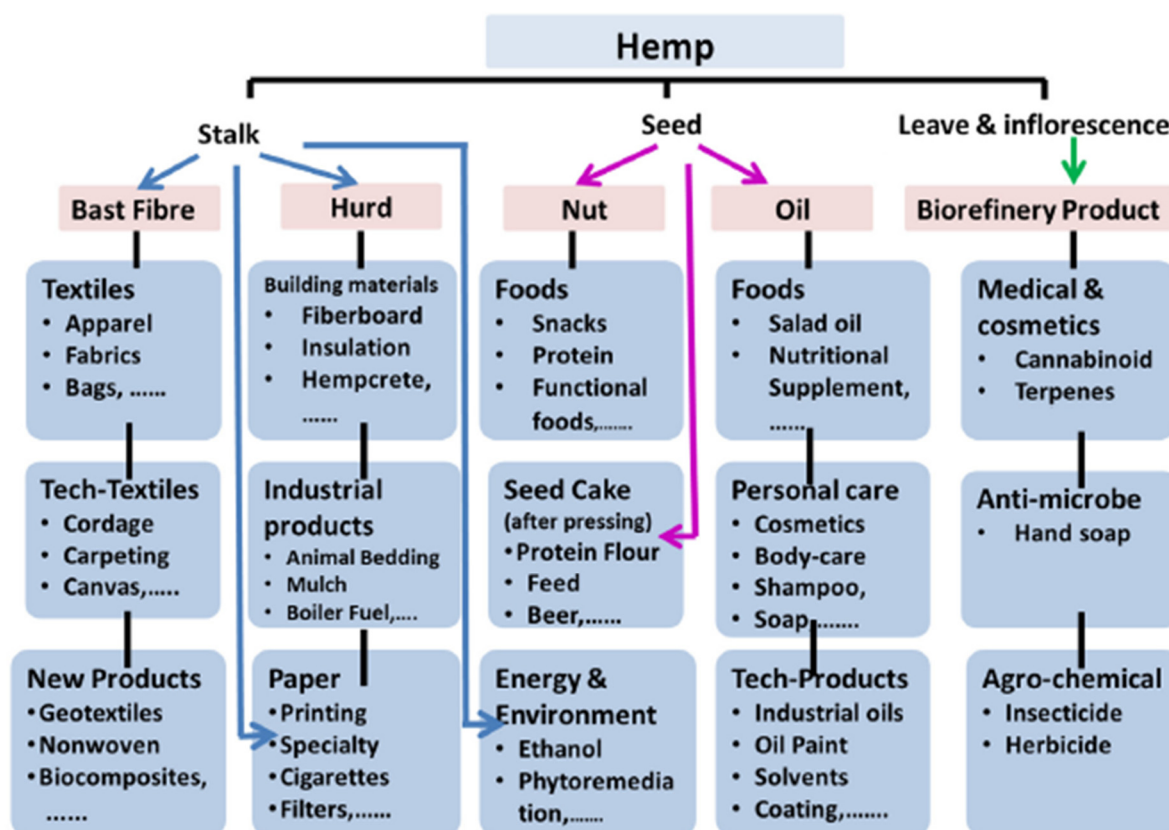 Hemp
Stalk
Seed
Leave & inflorescence
Bast Fibre
Hurd
Nut
Oil
Biorefinery Product
Textiles
• Apparel
• Fabrics
• Bags, ......
Building materials
• Fiberboard
• Insulation
• Hempcrete,
......
Foods
• Snacks
• Protein
• Functional
foods,........
Foods
• Salad oil
• Nutritional
Supplement,
......
Medical &
cosmetics
• Cannabinoid
• Terpenes
Tech-Textiles
• Cordage
• Carpeting
• Canvas,.....
Industrial
products
• Animal Bedding
• Mulch
• Boiler Fuel,....
Seed Cake
(after pressing)
•Protein Flour
• Feed
• Beer,......
Personal care
• Cosmetics
• Body-care
• Shampoo,
• Soap,.......
Anti-microbe
• Hand soap
New Products
•Geotextiles
•Nonwoven
•Biocomposites,
......
Paper
•Printing
•Specialty
•Cigarettes
•Filters,......
Energy &
Environment
• Ethanol
• Phytoremedia
tion,.......
Tech-Products
• Industrial oils
• Oil Paint
• Solvents
• Coating,.......
Agro-chemical
• Insecticide
• Herbicide